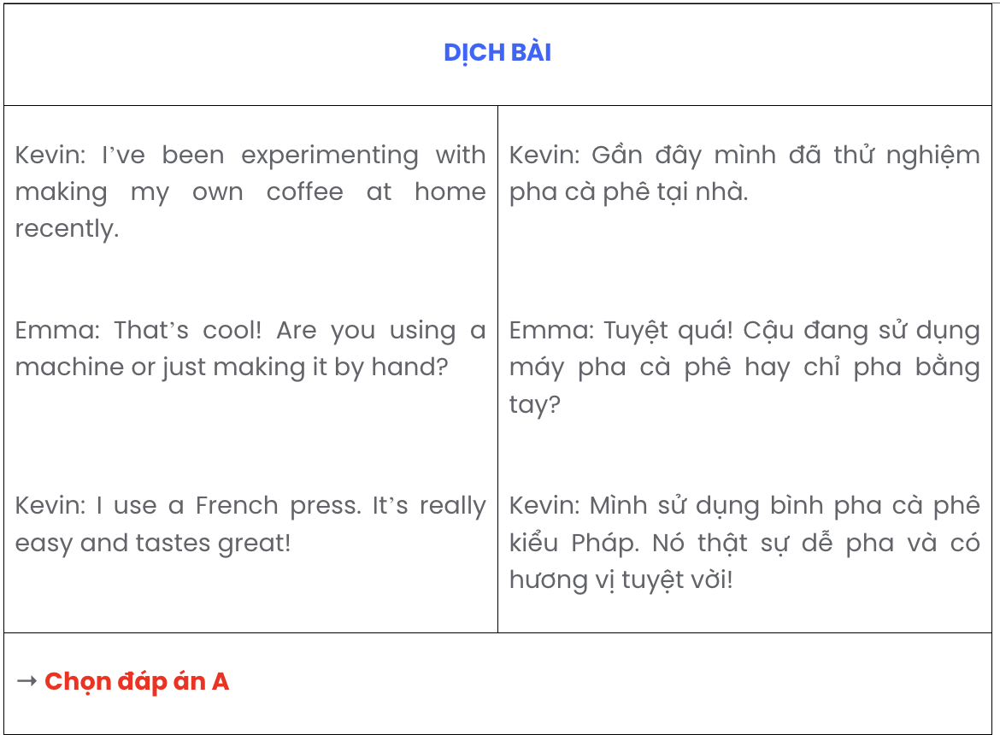 DỊCH BÀI
Kevin: I’ve been experimenting with
making my own coffee at home
recently.
Emma: That’s cool! Are you using a
machine or just making it by hand?
Kevin: I use a French press. It’s really
easy and tastes great!
Kevin: Gần đây mình đã thử nghiệm
pha cà phê tại nhà.
Emma: Tuyệt quá! Cậu đang sử dụng
máy pha cà phê hay chỉ pha bằng
tay?
Kevin: Mình sử dụng bình pha cà phê
kiểu Pháp. Nó thật sự dễ pha và có
hương vị tuyệt vời!
→ Chọn đáp án A